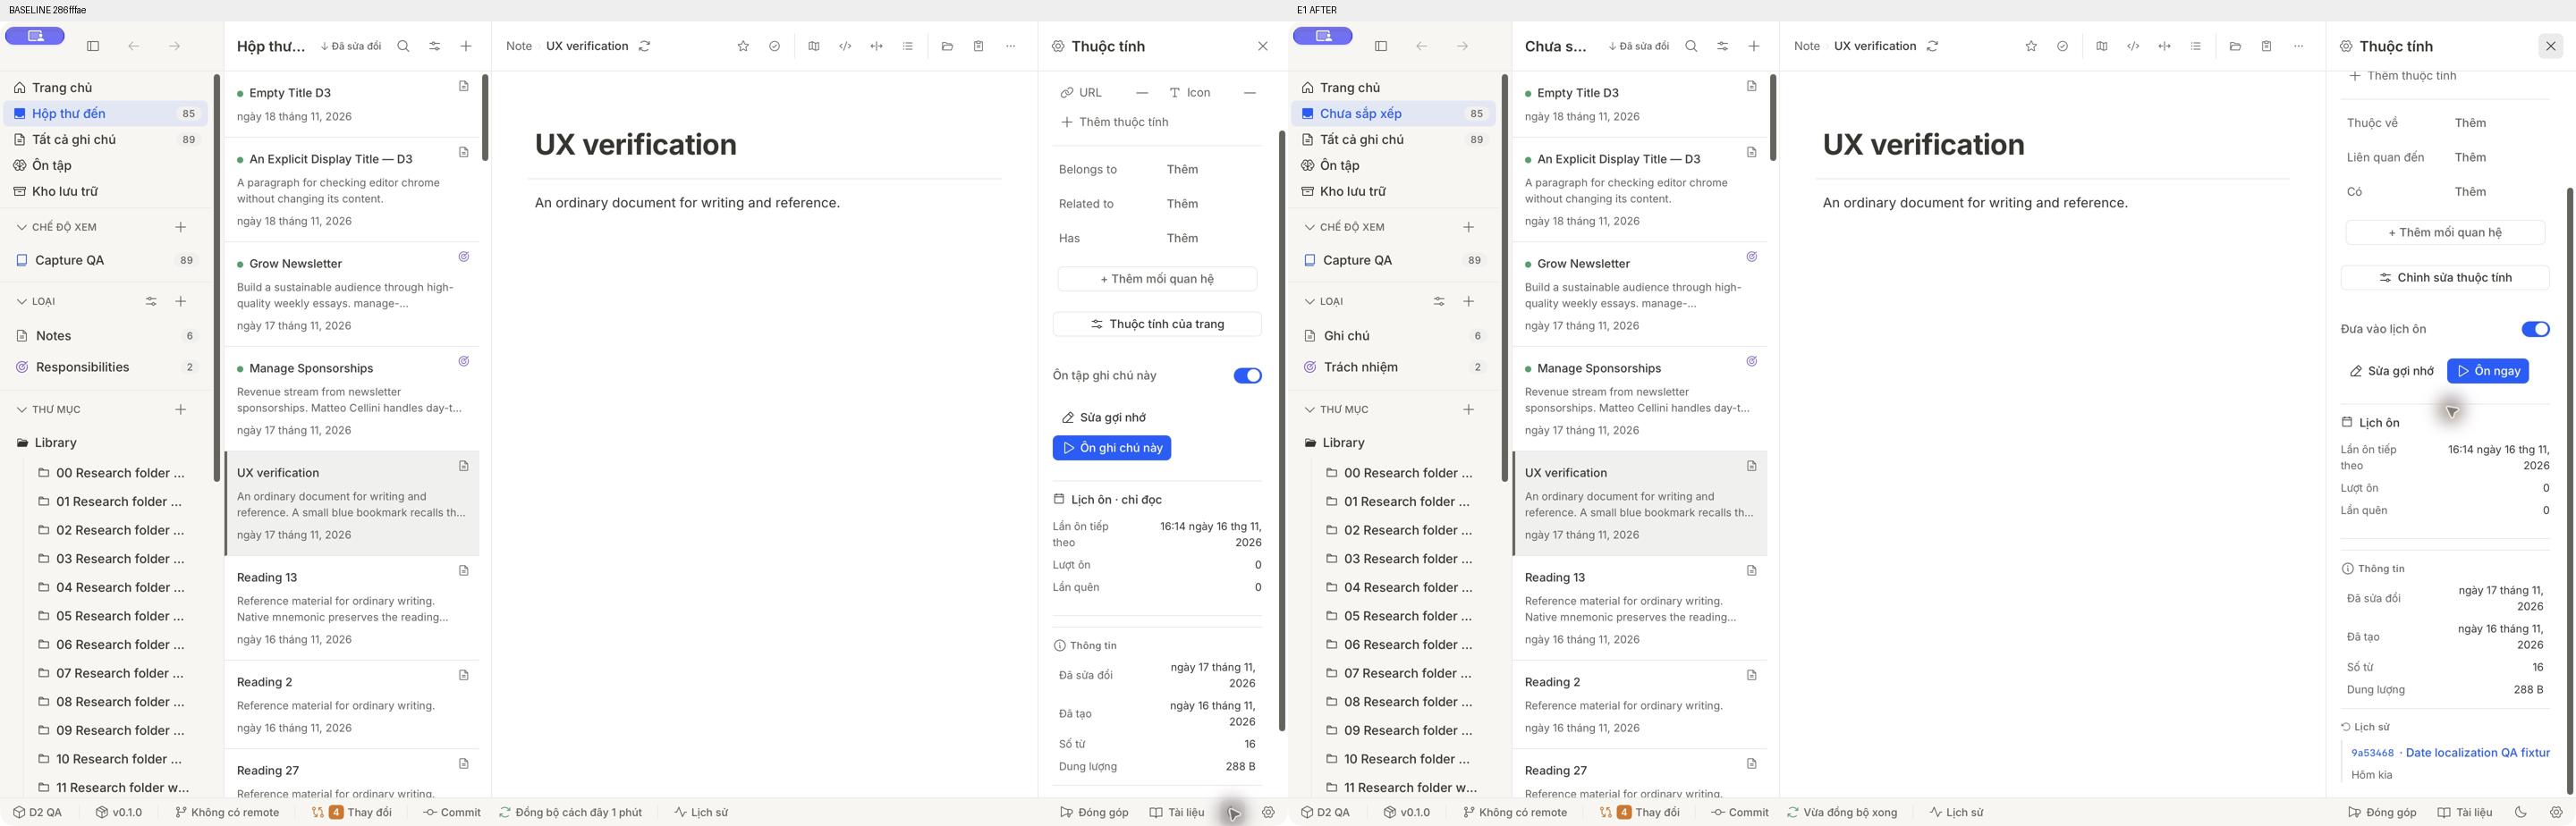 BASELINE 286fffae
Hộp thư...
Đã sửa đổi
Note
UX verification
Thuộc tính
Trang chủ
Hộp thư đến 85
Tất cả ghi chú 89
Ôn tập
Kho lưu trữ
CHẾ ĐỘ XEM
Capture QA 89
LOẠI
Notes 6
Responsibilities 2
THƯ MỤC
Library
00 Research folder ...
01 Research folder ...
02 Research folder ...
03 Research folder ...
04 Research folder ...
05 Research folder ...
06 Research folder ...
07 Research folder ...
08 Research folder ...
09 Research folder ...
10 Research folder ...
11 Research folder w...
Empty Title D3
ngày 18 tháng 11, 2026
An Explicit Display Title — D3
A paragraph for checking editor chrome
without changing its content.
ngày 18 tháng 11, 2026
Grow Newsletter
Build a sustainable audience through high-
quality weekly essays. manage-...
ngày 17 tháng 11, 2026
Manage Sponsorships
Revenue stream from newsletter
sponsorships. Matteo Cellini handles day-t...
ngày 17 tháng 11, 2026
UX verification
An ordinary document for writing and
reference. A small blue bookmark recalls th...
ngày 17 tháng 11, 2026
Reading 13
Reference material for ordinary writing.
Native mnemonic preserves the reading...
ngày 16 tháng 11, 2026
Reading 2
Reference material for ordinary writing.
ngày 16 tháng 11, 2026
Reading 27
Reference material for ordinary writing.
UX verification
An ordinary document for writing and reference.
URL — Icon —
Thêm thuộc tính
Belongs to Thêm
Related to Thêm
Has Thêm
+ Thêm mối quan hệ
Thuộc tính của trang
Ôn tập ghi chú này
Sửa gợi nhớ
Ôn ghi chú này
Lịch ôn · chỉ đọc
Lần ôn tiếp theo 16:14 ngày 16 thg 11, 2026
Lượt ôn 0
Lần quên 0
Thông tin
Đã sửa đổi ngày 17 tháng 11, 2026
Đã tạo ngày 16 tháng 11, 2026
Số từ 16
Dung lượng 288 B
D2 QA
v0.1.0
Không có remote
4 Thay đổi
Commit
Đồng bộ cách đây 1 phút
Lịch sử
Đóng góp
Tài liệu
E1 AFTER
Chưa s...
Đã sửa đổi
Note
UX verification
Thuộc tính
Trang chủ
Chưa sắp xếp 85
Tất cả ghi chú 89
Ôn tập
Kho lưu trữ
CHẾ ĐỘ XEM
Capture QA 89
LOẠI
Ghi chú 6
Trách nhiệm 2
THƯ MỤC
Library
00 Research folder ...
01 Research folder ...
02 Research folder ...
03 Research folder ...
04 Research folder ...
05 Research folder ...
06 Research folder ...
07 Research folder ...
08 Research folder ...
09 Research folder ...
10 Research folder ...
11 Research folder w...
Empty Title D3
ngày 18 tháng 11, 2026
An Explicit Display Title — D3
A paragraph for checking editor chrome
without changing its content.
ngày 18 tháng 11, 2026
Grow Newsletter
Build a sustainable audience through high-
quality weekly essays. manage-...
ngày 17 tháng 11, 2026
Manage Sponsorships
Revenue stream from newsletter
sponsorships. Matteo Cellini handles day-t...
ngày 17 tháng 11, 2026
UX verification
An ordinary document for writing and
reference. A small blue bookmark recalls th...
ngày 17 tháng 11, 2026
Reading 13
Reference material for ordinary writing.
Native mnemonic preserves the reading...
ngày 16 tháng 11, 2026
Reading 2
Reference material for ordinary writing.
ngày 16 tháng 11, 2026
Reading 27
Reference material for ordinary writing.
UX verification
An ordinary document for writing and reference.
Thêm thuộc tính
Thuộc về Thêm
Liên quan đến Thêm
Có Thêm
+ Thêm mối quan hệ
Chỉnh sửa thuộc tính
Đưa vào lịch ôn
Sửa gợi nhớ
Ôn ngay
Lịch ôn
Lần ôn tiếp theo 16:14 ngày 16 thg 11, 2026
Lượt ôn 0
Lần quên 0
Thông tin
Đã sửa đổi ngày 17 tháng 11, 2026
Đã tạo ngày 16 tháng 11, 2026
Số từ 16
Dung lượng 288 B
Lịch sử
9a53468 · Date localization QA fixtur
Hôm kia
D2 QA
v0.1.0
Không có remote
4 Thay đổi
Commit
Vừa đồng bộ xong
Lịch sử
Đóng góp
Tài liệu